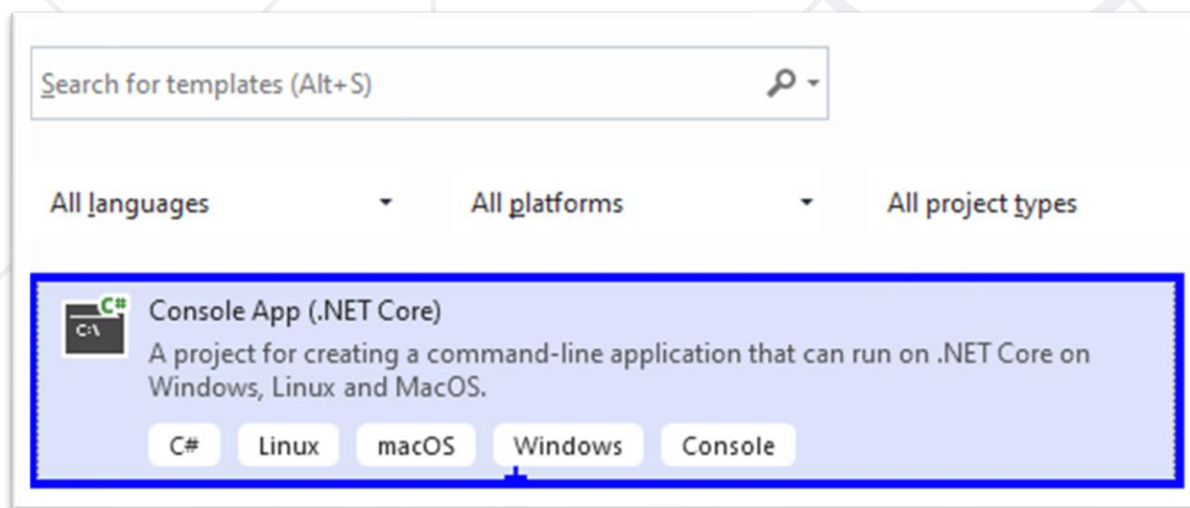 Search for templates (Alt+S)
All languages All platforms All project types
C#
C:\
Console App (.NET Core)
A project for creating a command-line application that can run on .NET Core on
Windows, Linux and MacOS.
C# Linux macOS Windows Console